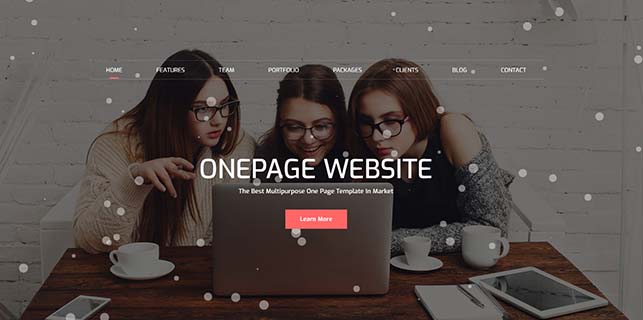 HOME FEATURES TEAM PORTFOLIO PACKAGES CLIENTS BLOG CONTACT
ONEPAGE WEBSITE
The Best Multipurpose One Page Template In Market
Learn More